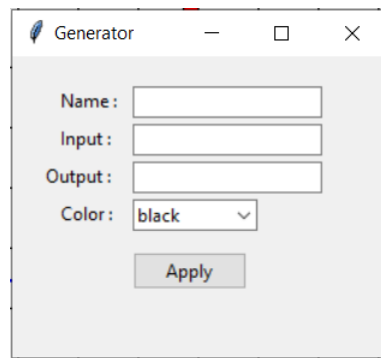 Generator
Name :
Input :
Output :
Color : black
Apply